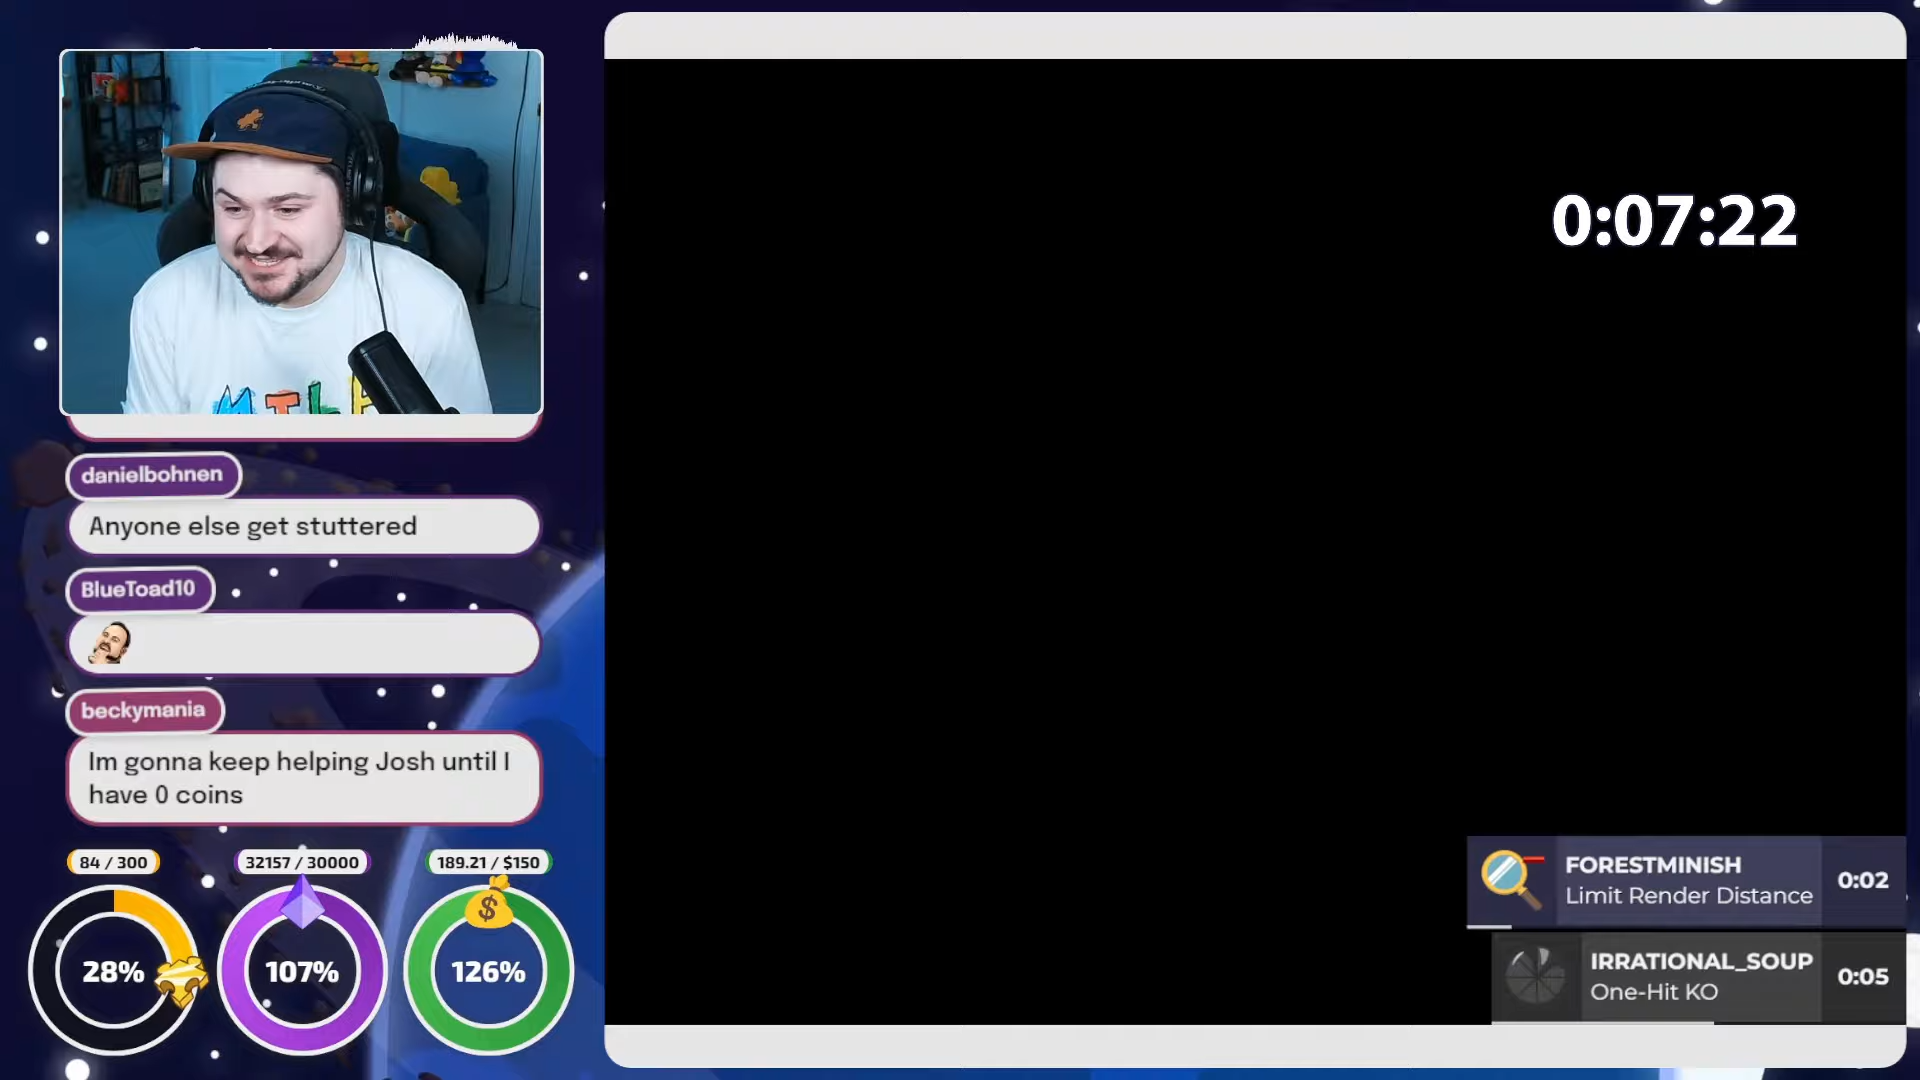 0:07:22
danielbohnen
Anyone else get stuttered
BlueToad10
beckymania
Im gonna keep helping Josh until I
have 0 coins
84 / 300
32157 / 30000
189.21 / $150
28%
107%
126%
FORESTMINISH
Limit Render Distance
0:02
IRRATIONAL_SOUP
One-Hit KO
0:05